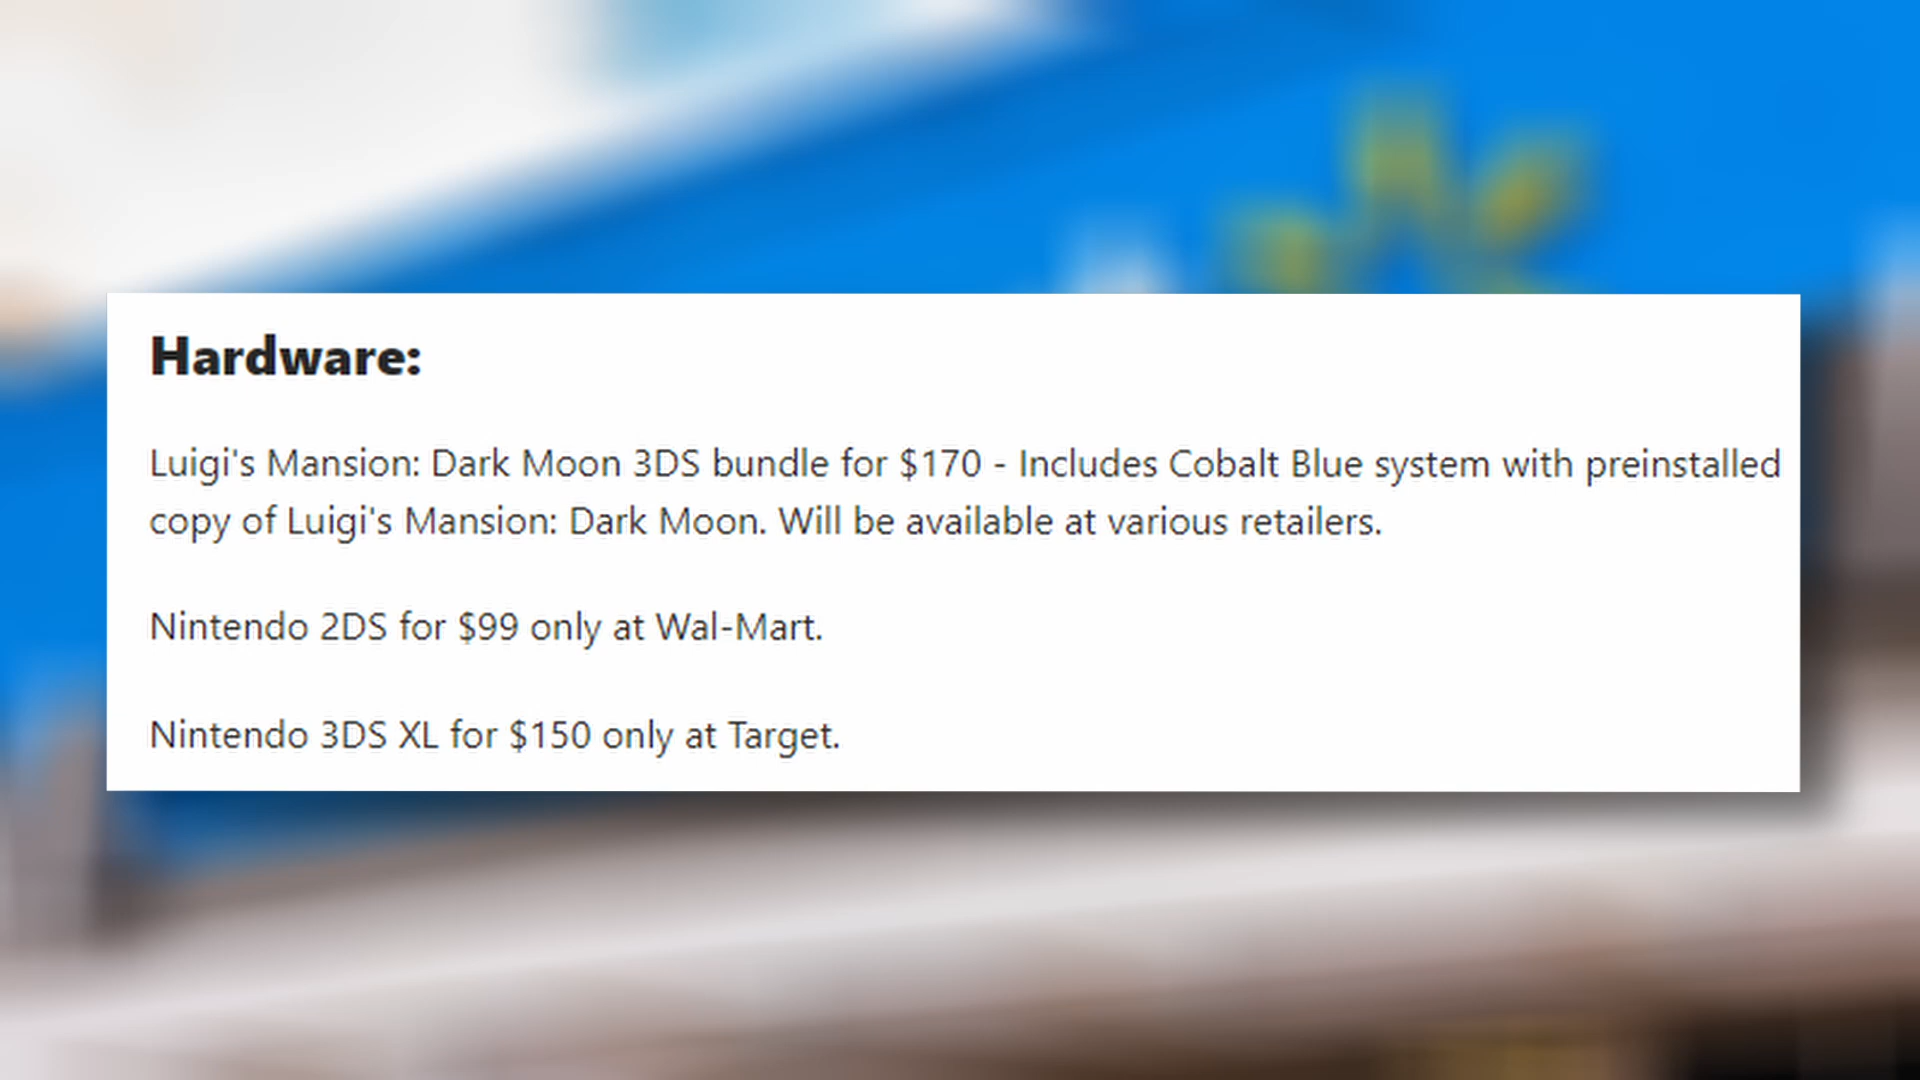 Hardware:
Luigi's Mansion: Dark Moon 3DS bundle for $170 - Includes Cobalt Blue system with preinstalled
copy of Luigi's Mansion: Dark Moon. Will be available at various retailers.
Nintendo 2DS for $99 only at Wal-Mart.
Nintendo 3DS XL for $150 only at Target.